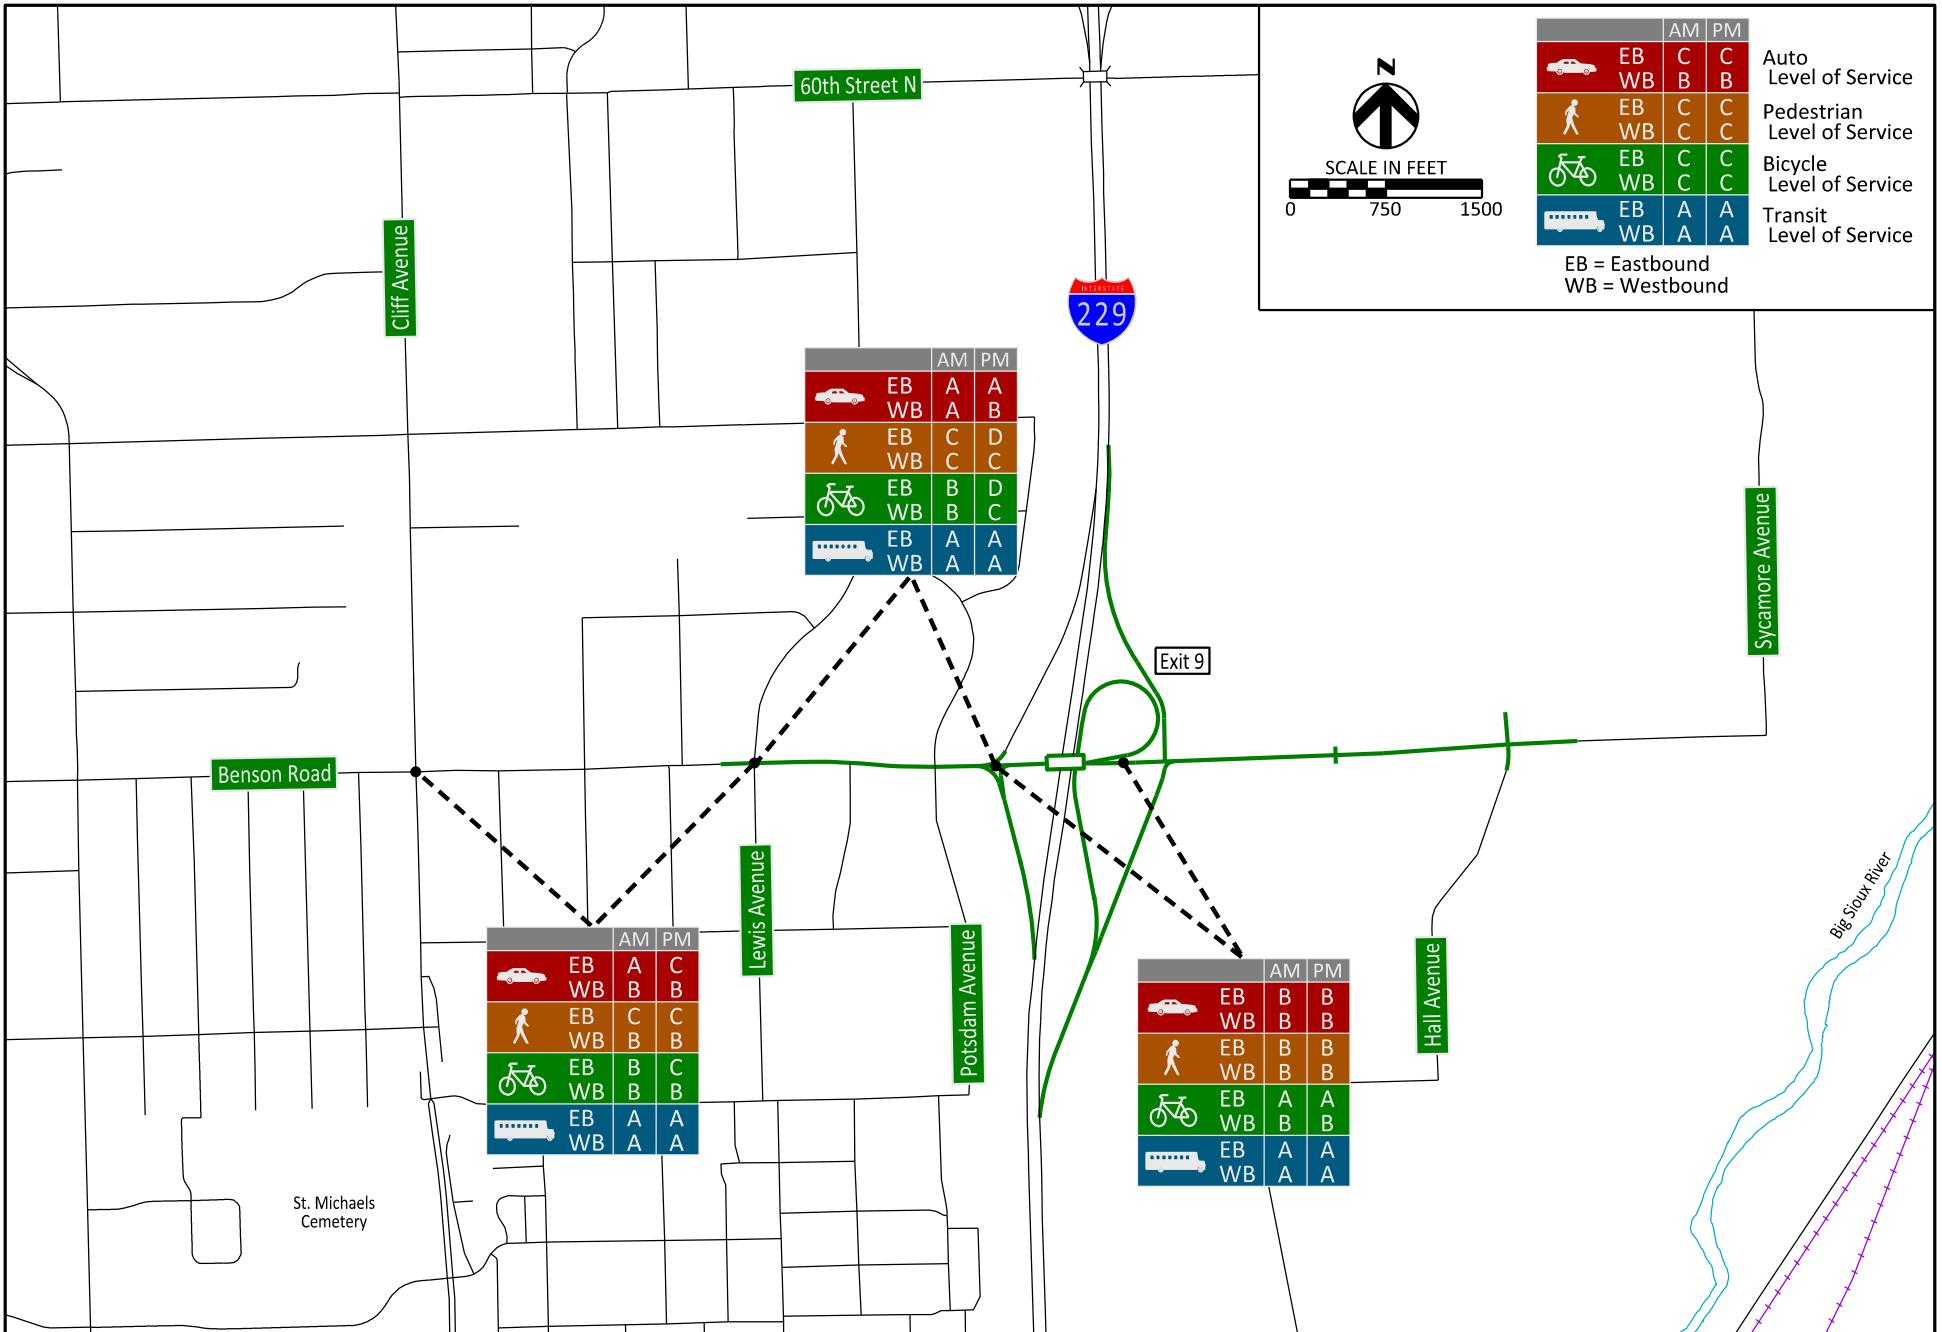 60th Street N
N
SCALE IN FEET
0 750 1500
AM PM
EB C C
WB B B
Auto
Level of Service
EB C C
WB C C
Pedestrian
Level of Service
EB C C
WB C C
Bicycle
Level of Service
EB A A
WB A A
Transit
Level of Service
EB = Eastbound
WB = Westbound
Cliff Avenue
INTERSTATE
229
AM PM
EB A A
WB A B
EB C D
WB C C
EB B D
WB B C
EB A A
WB A A
Sycamore Avenue
Exit 9
Benson Road
Lewis Avenue
Potsdam Avenue
Hall Avenue
Big Sioux River
AM PM
EB A C
WB B B
EB C C
WB B B
EB B C
WB B B
EB A A
WB A A
AM PM
EB B B
WB B B
EB B B
WB B B
EB A A
WB B B
EB A A
WB A A
St. Michaels
Cemetery